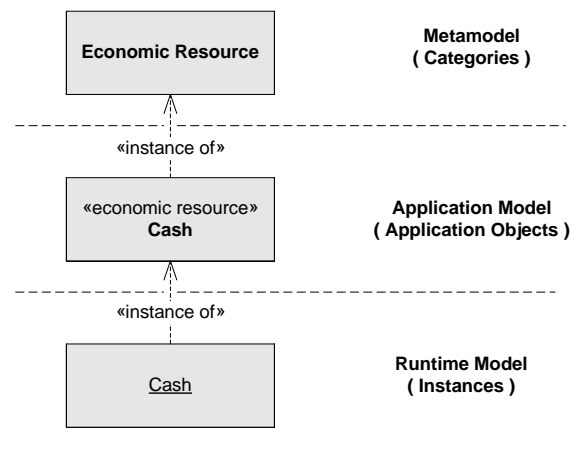 Economic Resource
Metamodel
( Categories )
«instance of»
«economic resource»
Cash
Application Model
( Application Objects )
«instance of»
Cash
Runtime Model
( Instances )